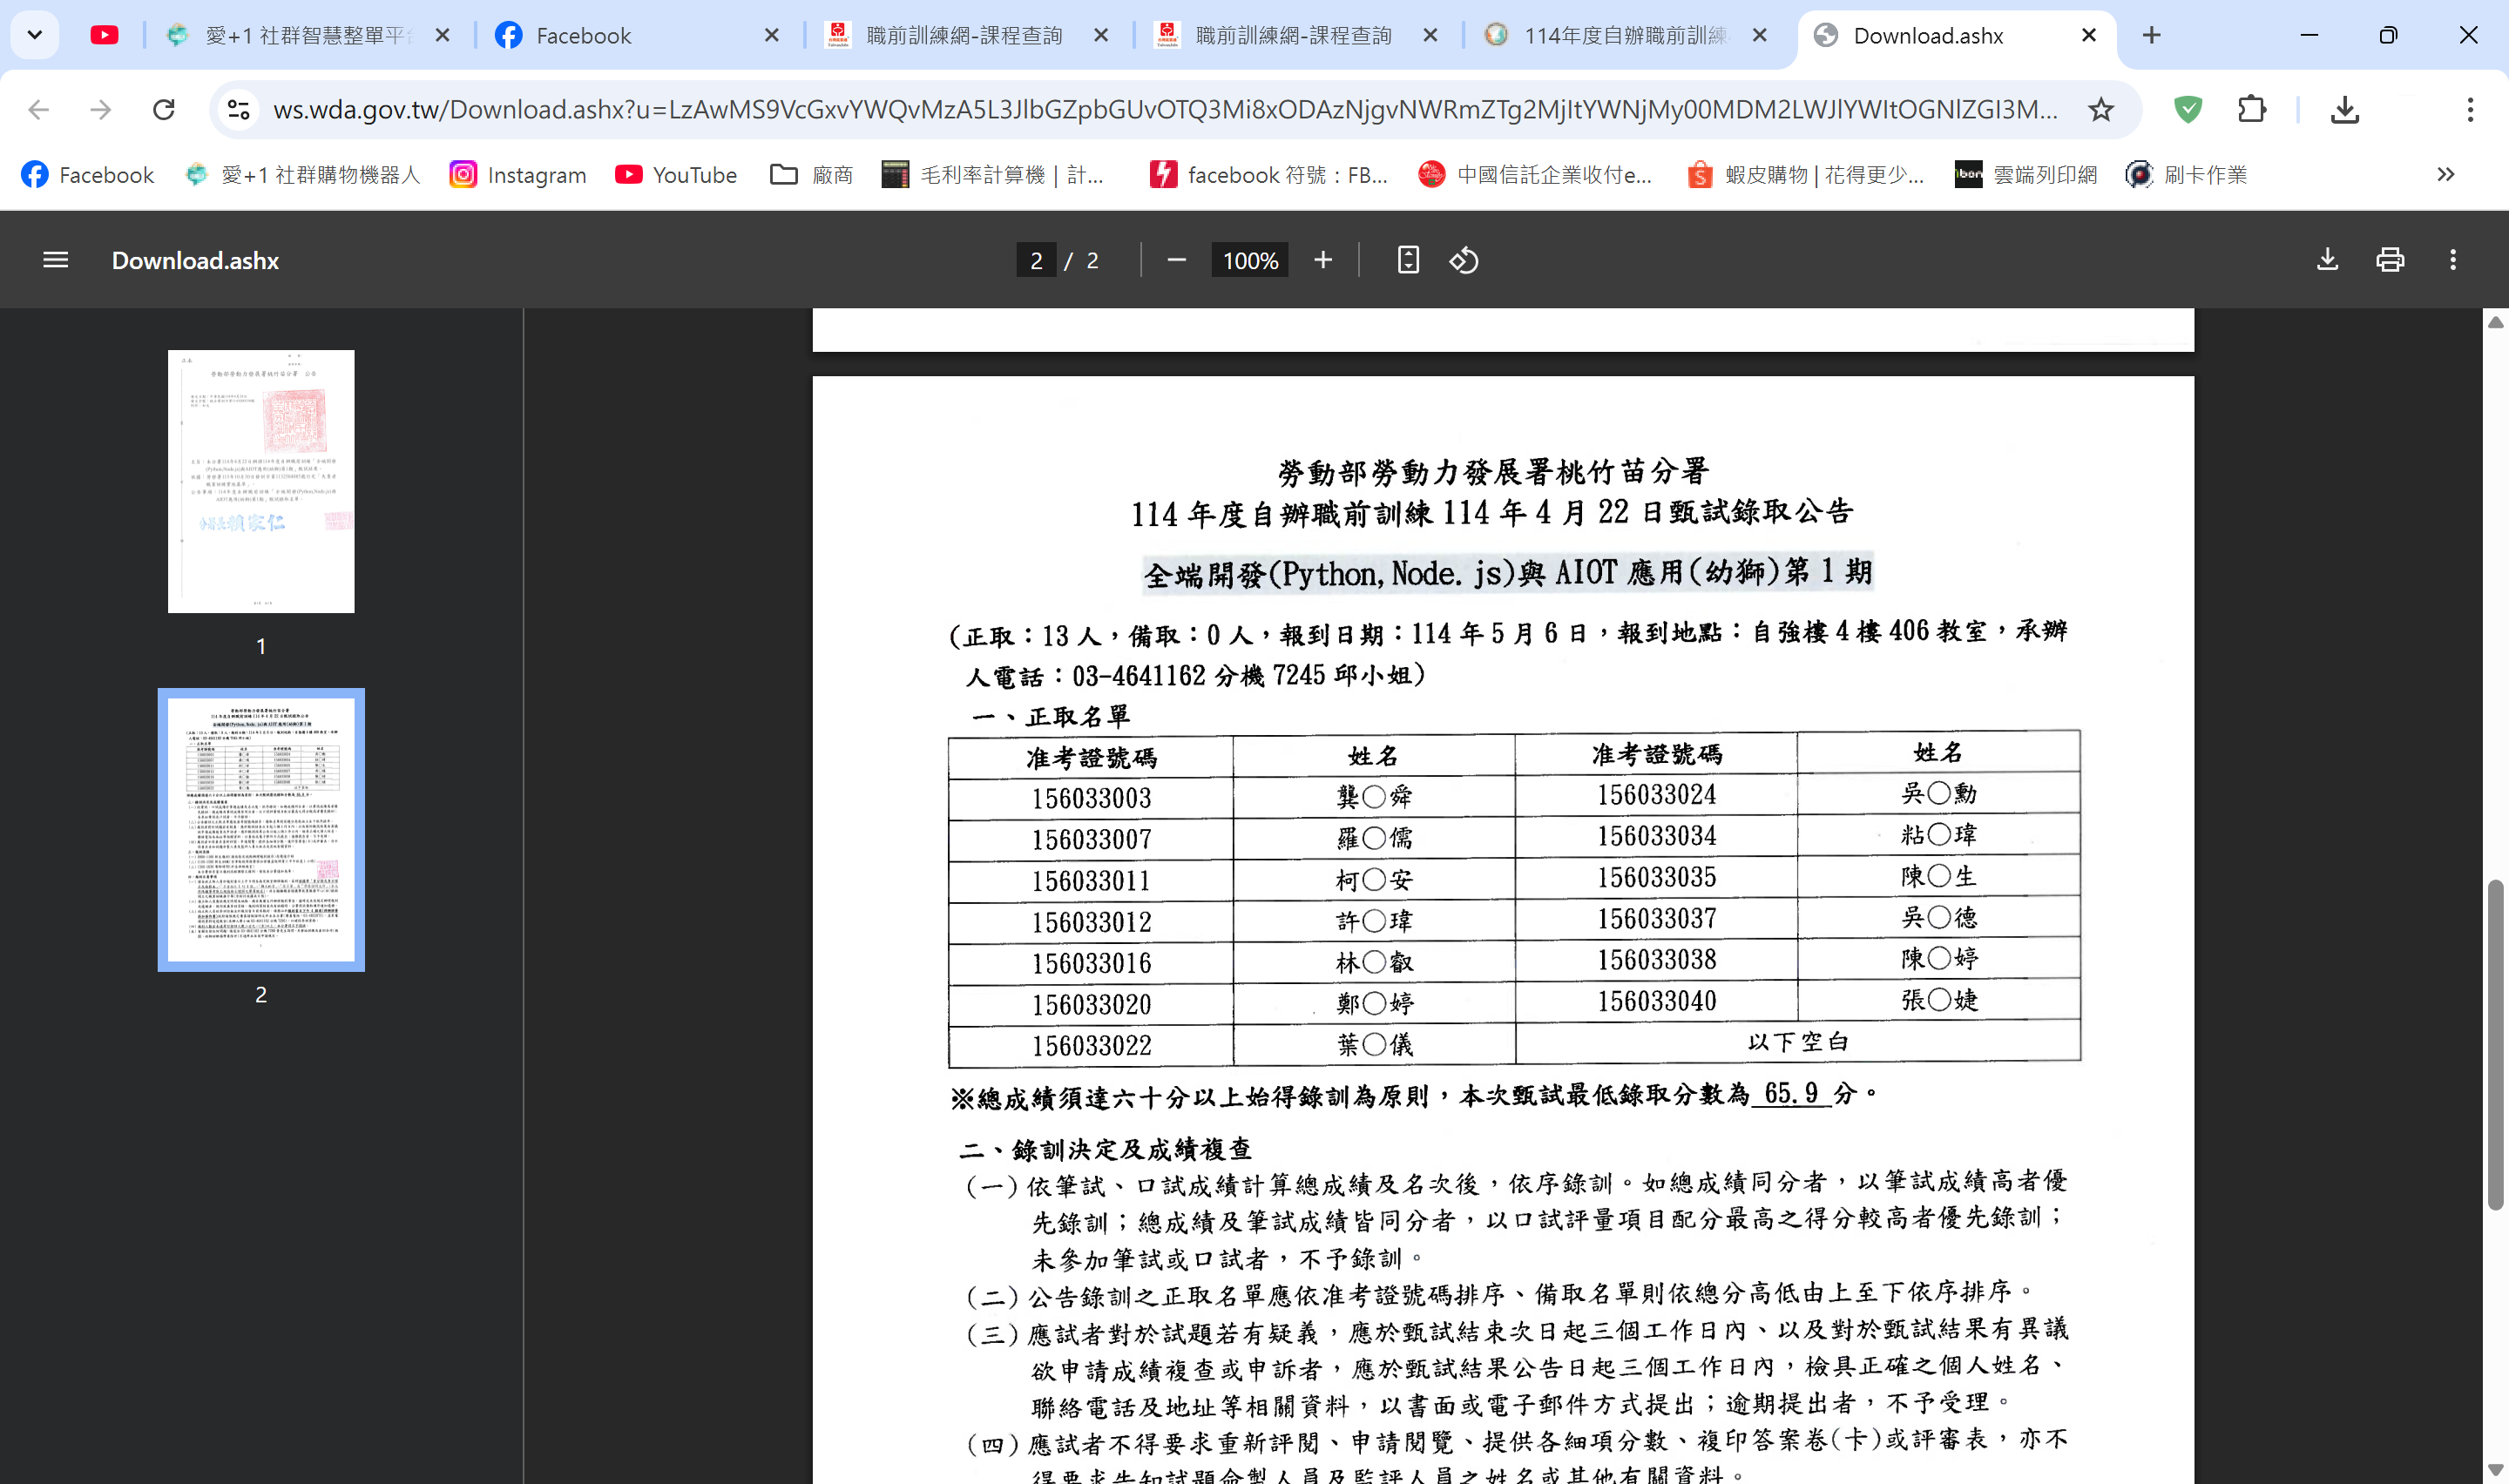 愛+1 社群智慧整單平台
Facebook
職前訓練網-課程查詢
職前訓練網-課程查詢
114年度自辦職前訓練
Download.ashx
ws.wda.gov.tw/Download.ashx?u=LzAwMS9VcGxvYWQvMzA5L3JlbGZpbGUvOTQ3Mi8xODAzNjgvNWRmZTg2MjItYWNjMy00MDM2LWJlYWItOGNlZGI3M...
Facebook
愛+1 社群購物機器人
Instagram
YouTube
廠商
毛利率計算機 | 計...
facebook 符號：FB...
中國信託企業收付e...
蝦皮購物 | 花得更少...
雲端列印網
刷卡作業
Download.ashx
2 / 2
100%
1
2
勞動部勞動力發展署桃竹苗分署
114 年度自辦職前訓練 114 年 4 月 22 日甄試錄取公告
全端開發(Python,Node.js)與 AIOT 應用(幼獅)第 1 期
(正取：13 人，備取：0 人，報到日期：114 年 5 月 6 日，報到地點：自強樓 4 樓 406 教室，承辦
人電話：03-4641162 分機 7245 邱小姐)
一、正取名單
准考證號碼 姓名 准考證號碼 姓名
156033003 龔○舜 156033024 吳○勳
156033007 羅○儒 156033034 粘○瑋
156033011 柯○安 156033035 陳○生
156033012 許○瑋 156033037 吳○德
156033016 林○叡 156033038 陳○婷
156033020 鄭○婷 156033040 張○婕
156033022 葉○儀 以下空白
※總成績須達六十分以上始得錄訓為原則，本次甄試最低錄取分數為 65.9 分。
二、錄訓決定及成績複查
(一)依筆試、口試成績計算總成績及名次後，依序錄訓。如總成績同分者，以筆試成績高者優
先錄訓；總成績及筆試成績皆同分者，以口試評量項目配分最高之得分較高者優先錄訓；
未參加筆試或口試者，不予錄訓。
(二)公告錄訓之正取名單應依准考證號碼排序、備取名單則依總分高低由上至下依序排序。
(三)應試者對於試題若有疑義，應於甄試結束次日起三個工作日內、以及對於甄試結果有異議
欲申請成績複查或申訴者，應於甄試結果公告日起三個工作日內，檢具正確之個人姓名、
聯絡電話及地址等相關資料，以書面或電子郵件方式提出；逾期提出者，不予受理。
(四)應試者不得要求重新評閱、申請閱覽、提供各細項分數、複印答案卷(卡)或評審表，亦不
得要求告知試題命製人員及監評人員之姓名或其他有關資料。